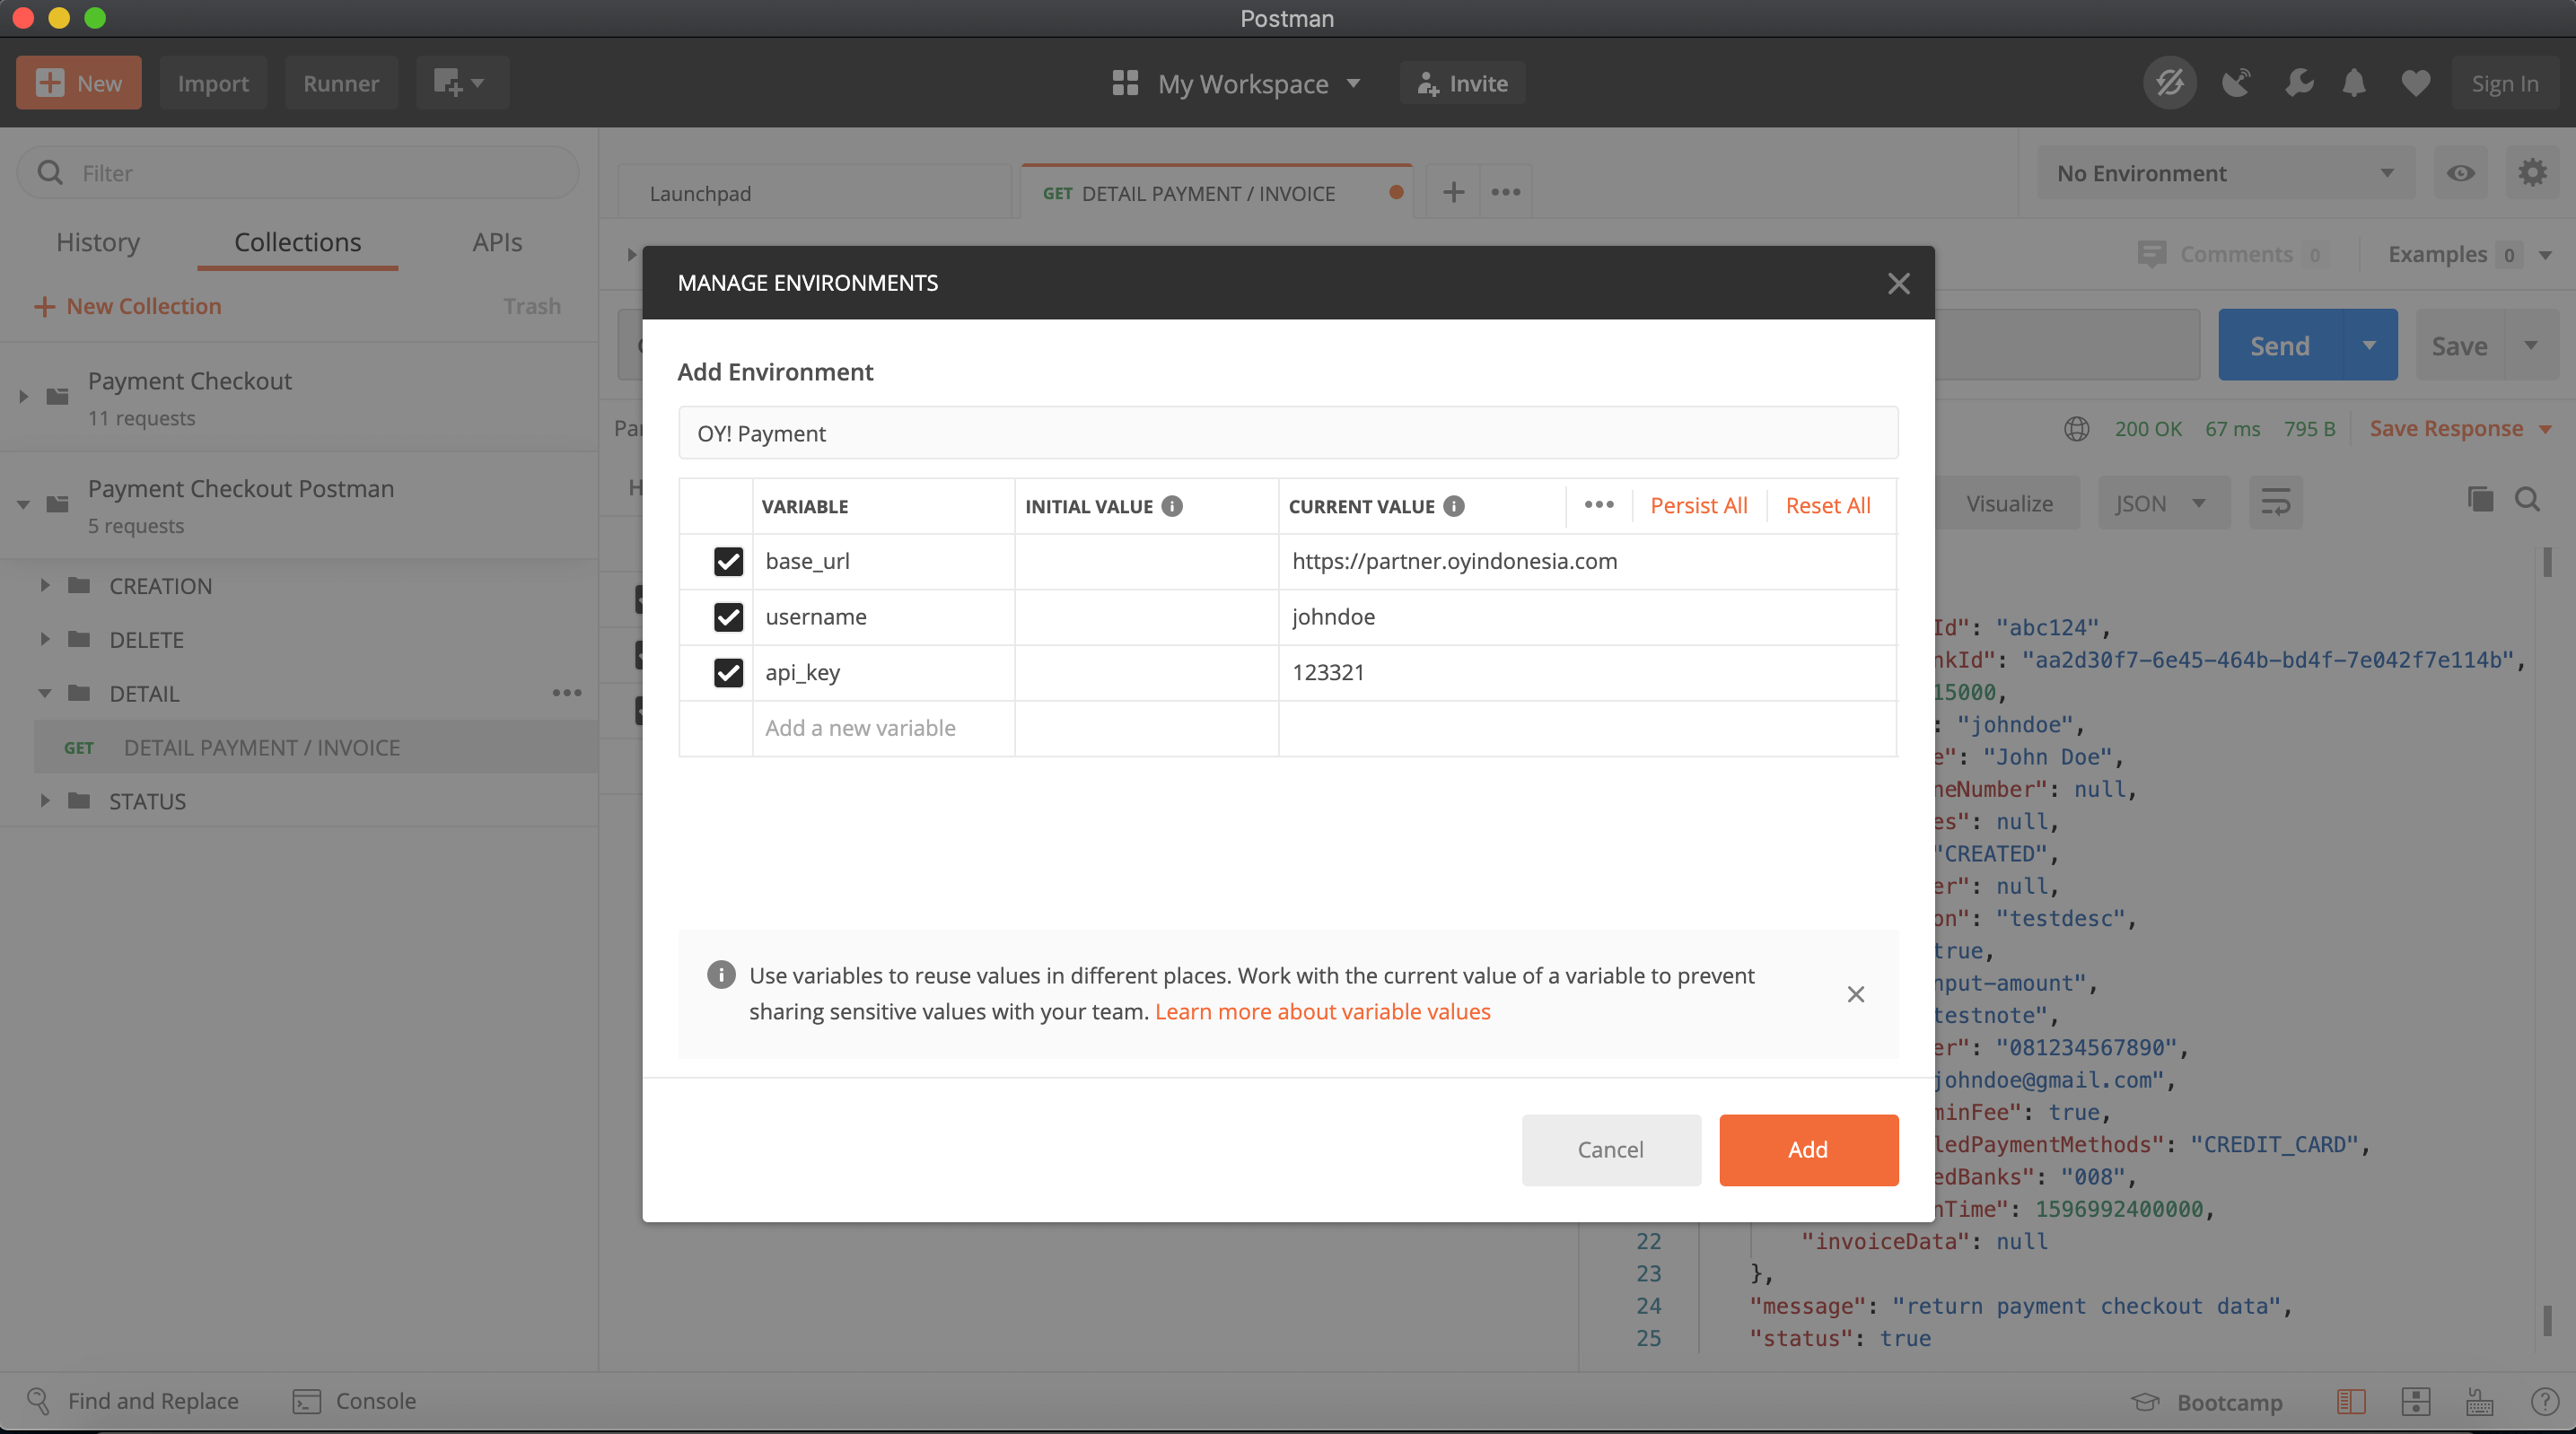 Postman
New
Import
Runner
My Workspace
Invite
Sign In
Filter
History
Collections
APIs
New Collection
Trash
Payment Checkout
11 requests
Payment Checkout Postman
5 requests
CREATION
DELETE
DETAIL
GET DETAIL PAYMENT / INVOICE
STATUS
Launchpad
GET DETAIL PAYMENT / INVOICE
No Environment
Comments 0
Examples 0
Send
Save
200 OK 67 ms 795 B Save Response
Visualize
JSON
MANAGE ENVIRONMENTS
Add Environment
OY! Payment
VARIABLE INITIAL VALUE CURRENT VALUE Persist All Reset All
base_url https://partner.oyindonesia.com
username johndoe
api_key 123321
Add a new variable
Use variables to reuse values in different places. Work with the current value of a variable to prevent
sharing sensitive values with your team. Learn more about variable values
Cancel
Add
Id": "abc124",
nkId": "aa2d30f7-6e45-464b-bd4f-7e042f7e114b",
15000,
: "johndoe",
e": "John Doe",
neNumber": null,
es": null,
"CREATED",
er": null,
on": "testdesc",
true,
nput-amount",
testnote",
er": "081234567890",
johndoe@gmail.com",
minFee": true,
ledPaymentMethods": "CREDIT_CARD",
edBanks": "008",
nTime": 1596992400000,
22 "invoiceData": null
23 },
24 "message": "return payment checkout data",
25 "status": true
Find and Replace
Console
Bootcamp